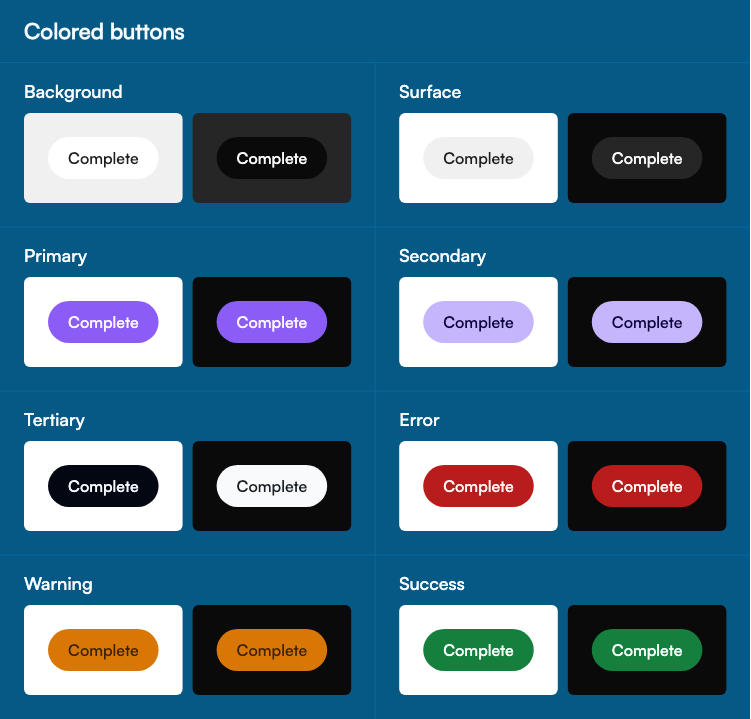 Colored buttons
Background
Surface
Complete
Complete
Complete
Complete
Primary
Secondary
Complete
Complete
Complete
Complete
Tertiary
Error
Complete
Complete
Complete
Complete
Warning
Success
Complete
Complete
Complete
Complete